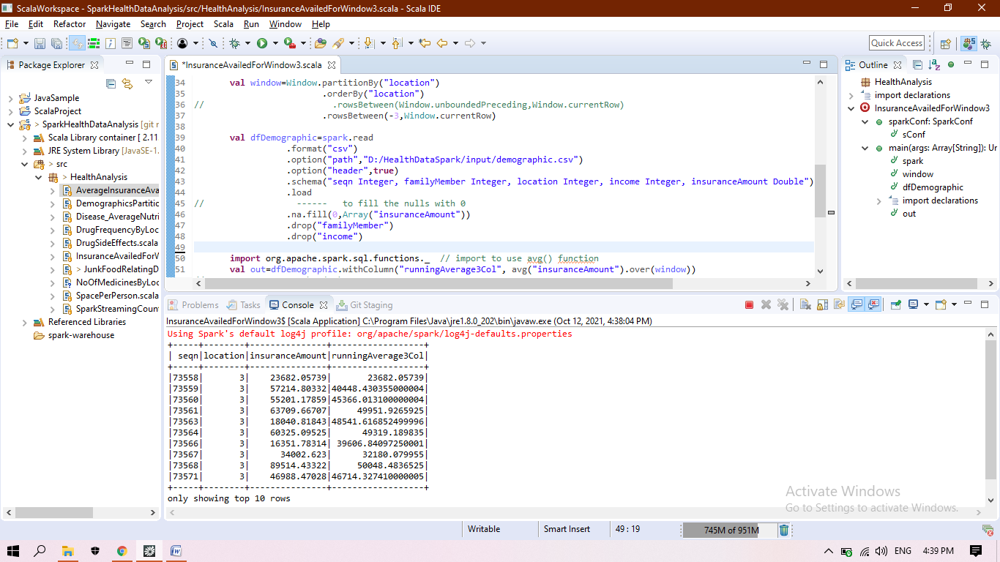 ScalaWorkspace - SparkHealthDataAnalysis/src/HealthAnalysis/InsuranceAvailedForWindow3.scala - Scala IDE
File Edit Refactor Navigate Search Project Scala Run Window Help
Quick Access
Package Explorer
JavaSample
ScalaProject
> SparkHealthDataAnalysis [git r
Scala Library container [ 2.11
JRE System Library [JavaSE-1.
> src
> HealthAnalysis
AverageInsuranceAva
DemographicsPartitic
Disease_AverageNutri
DrugFrequencyByLoc
DrugSideEffects.scala
InsuranceAvailedForV
> JunkFoodRelatingD
NoOfMedicinesByLoc
SpacePerPerson.scala
SparkStreamingCoun
Referenced Libraries
spark-warehouse
*InsuranceAvailedForWindow3.scala
34 val window=Window.partitionBy("location")
35 .orderBy("location")
36 // .rowsBetween(Window.unboundedPreceding,Window.currentRow)
37 .rowsBetween(-3,Window.currentRow)
38
39 val dfDemographic=spark.read
40 .format("csv")
41 .option("path","D:/HealthDataSpark/input/demographic.csv")
42 .option("header",true)
43 .schema("seqn Integer, familyMember Integer, location Integer, income Integer, insuranceAmount Double")
44 .load
45 // ------ to fill the nulls with 0
46 .na.fill(0,Array("insuranceAmount"))
47 .drop("familyMember")
48 .drop("income")
49
50 import org.apache.spark.sql.functions._ // import to use avg() function
51 val out=dfDemographic.withColumn("runningAverage3Col", avg("insuranceAmount").over(window))
Outline
HealthAnalysis
import declarations
InsuranceAvailedForWindow3
sparkConf: SparkConf
sConf
main(args: Array[String]): Ur
spark
window
dfDemographic
import declarations
out
Problems Tasks Console Git Staging
InsuranceAvailedForWindow3$ [Scala Application] C:\Program Files\Java\jre1.8.0_202\bin\javaw.exe (Oct 12, 2021, 4:38:04 PM)
Using Spark's default log4j profile: org/apache/spark/log4j-defaults.properties
+-----+--------+---------------+------------------+
| seqn|location|insuranceAmount|runningAverage3Col|
+-----+--------+---------------+------------------+
|73558| 3| 23682.05739| 23682.05739|
|73559| 3| 57214.80332|40448.430355000004|
|73560| 3| 55201.17859|45366.013100000004|
|73561| 3| 63709.66707| 49951.9265925|
|73563| 3| 18040.81843|48541.616852499996|
|73564| 3| 60325.09525| 49319.189835|
|73566| 3| 16351.78314| 39606.84097250001|
|73567| 3| 34002.623| 32180.079955|
|73568| 3| 89514.43322| 50048.4836525|
|73571| 3| 46988.47028|46714.327410000005|
+-----+--------+---------------+------------------+
only showing top 10 rows
Activate Windows
Go to Settings to activate Windows.
Writable Smart Insert 49 : 19 745M of 951M
ENG 4:39 PM